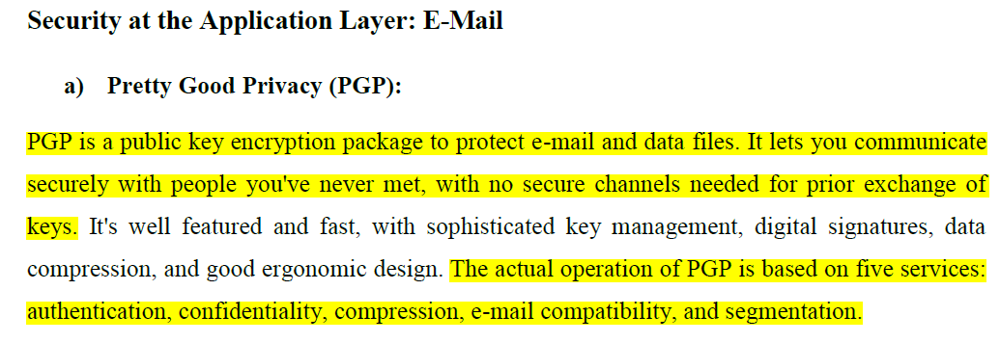 Security at the Application Layer: E-Mail
a) Pretty Good Privacy (PGP):
PGP is a public key encryption package to protect e-mail and data files. It lets you communicate
securely with people you've never met, with no secure channels needed for prior exchange of
keys. It's well featured and fast, with sophisticated key management, digital signatures, data
compression, and good ergonomic design. The actual operation of PGP is based on five services:
authentication, confidentiality, compression, e-mail compatibility, and segmentation.